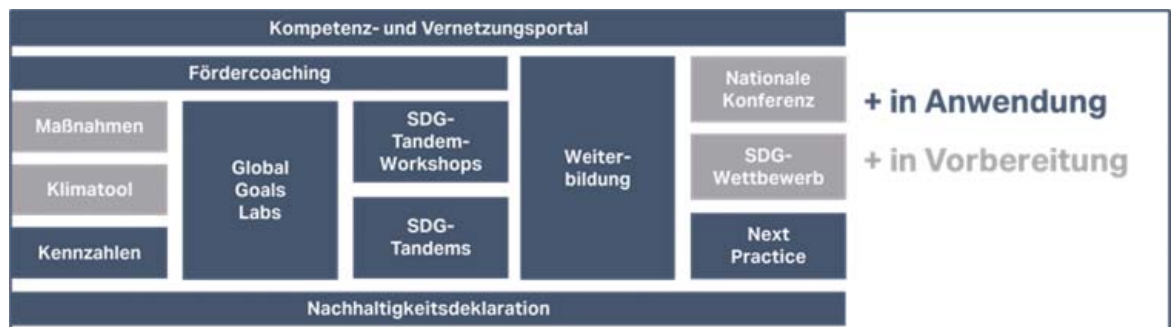 Kompetenz- und Vernetzungsportal
Fördercoaching
Maßnahmen
Klimatool
Kennzahlen
Global
Goals
Labs
SDG-
Tandem-
Workshops
SDG-
Tandems
Weiter-
bildung
Nationale
Konferenz
SDG-
Wettbewerb
Next
Practice
Nachhaltigkeitsdeklaration
+ in Anwendung
+ in Vorbereitung